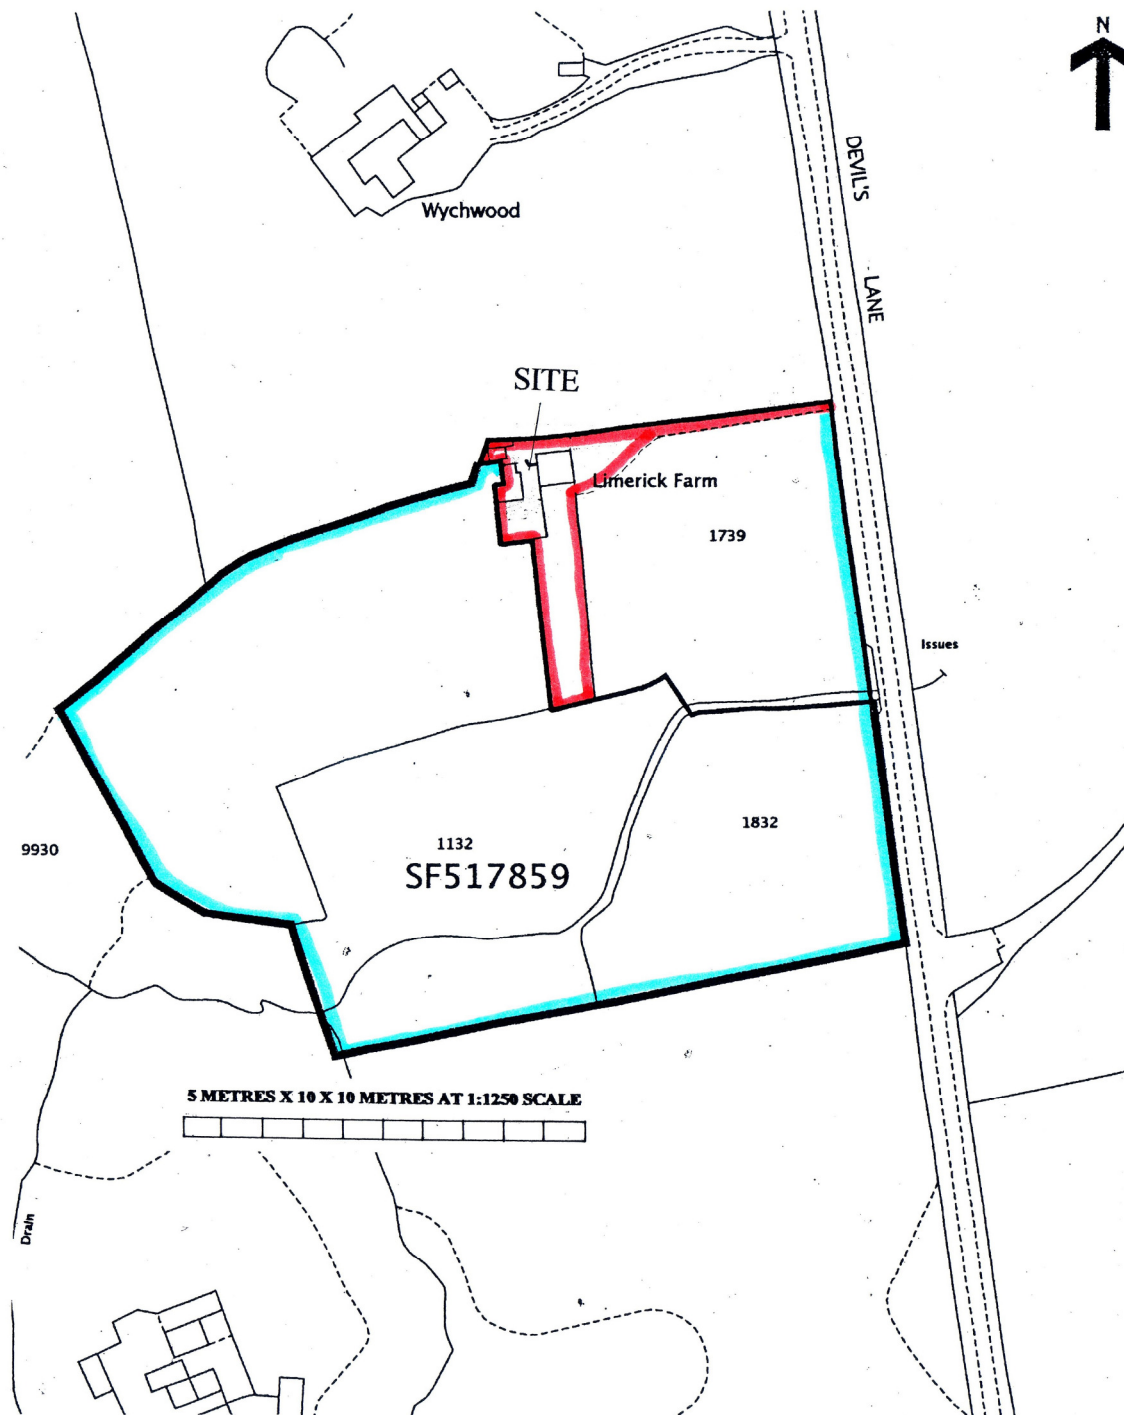 N
DEVIL'S
LANE
Wychwood
SITE
Limerick Farm
1739
Issues
1832
1132
SF517859
9930
5 METRES X 10 X 10 METRES AT 1:1250 SCALE
Drain